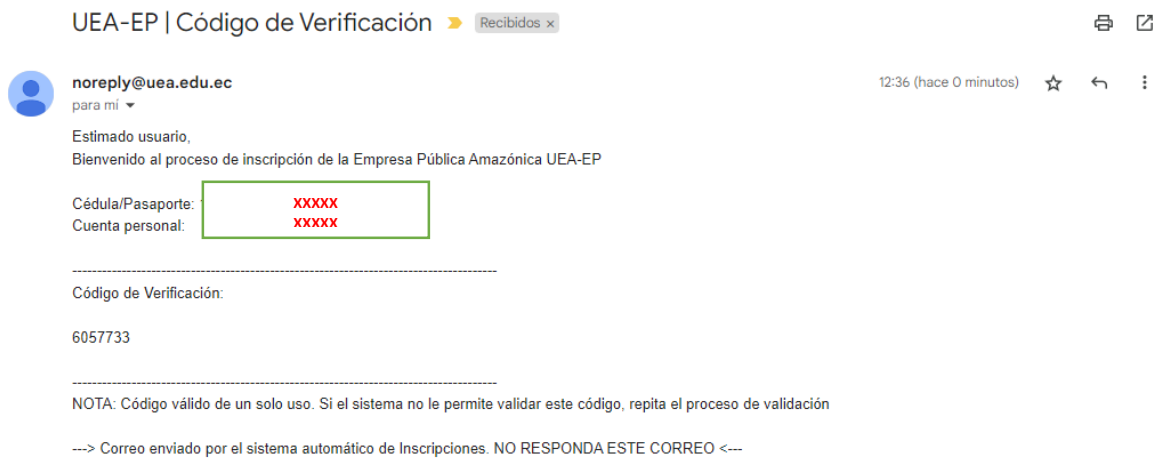 UEA-EP | Código de Verificación Recibidos x
noreply@uea.edu.ec 12:36 (hace 0 minutos)
para mí
Estimado usuario,
Bienvenido al proceso de inscripción de la Empresa Pública Amazónica UEA-EP
Cédula/Pasaporte: XXXXX
Cuenta personal: XXXXX
-------------------------------------------------------------------------------------
Código de Verificación:
6057733
-------------------------------------------------------------------------------------
NOTA: Código válido de un solo uso. Si el sistema no le permite validar este código, repita el proceso de validación
---> Correo enviado por el sistema automático de Inscripciones. NO RESPONDA ESTE CORREO <---